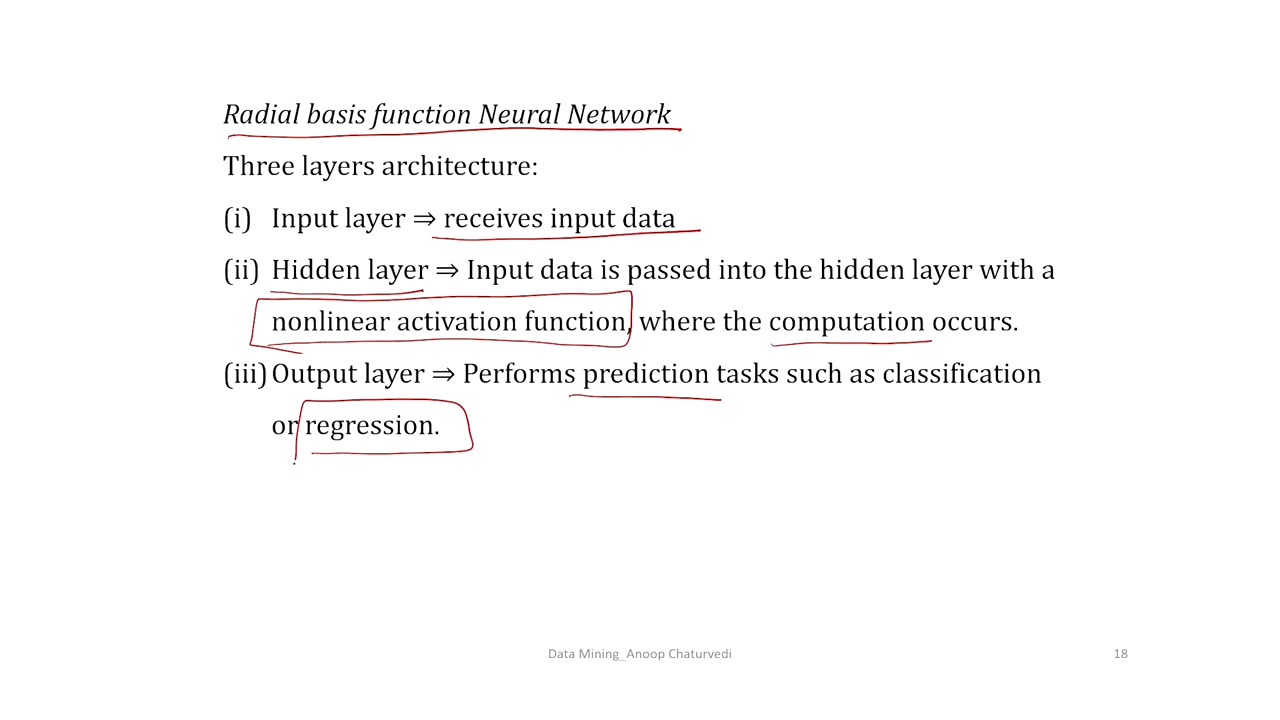 Radial basis function Neural Network
Three layers architecture:
(i) Input layer ⇒ receives input data
(ii) Hidden layer ⇒ Input data is passed into the hidden layer with a
nonlinear activation function, where the computation occurs.
(iii) Output layer ⇒ Performs prediction tasks such as classification
or regression.
Data Mining_Anoop Chaturvedi
18